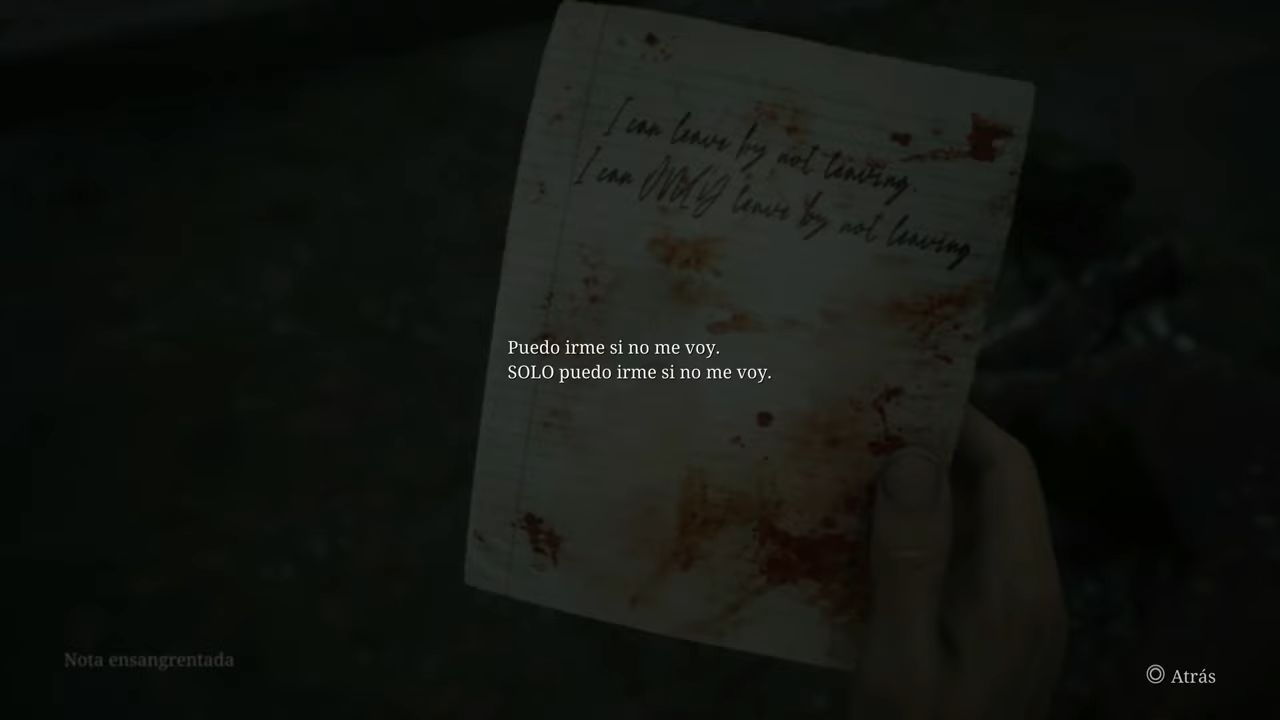 I can leave by not leaving.
I can ONLY leave by not leaving
Puedo irme si no me voy.
SOLO puedo irme si no me voy.
Nota ensangrentada
Atrás